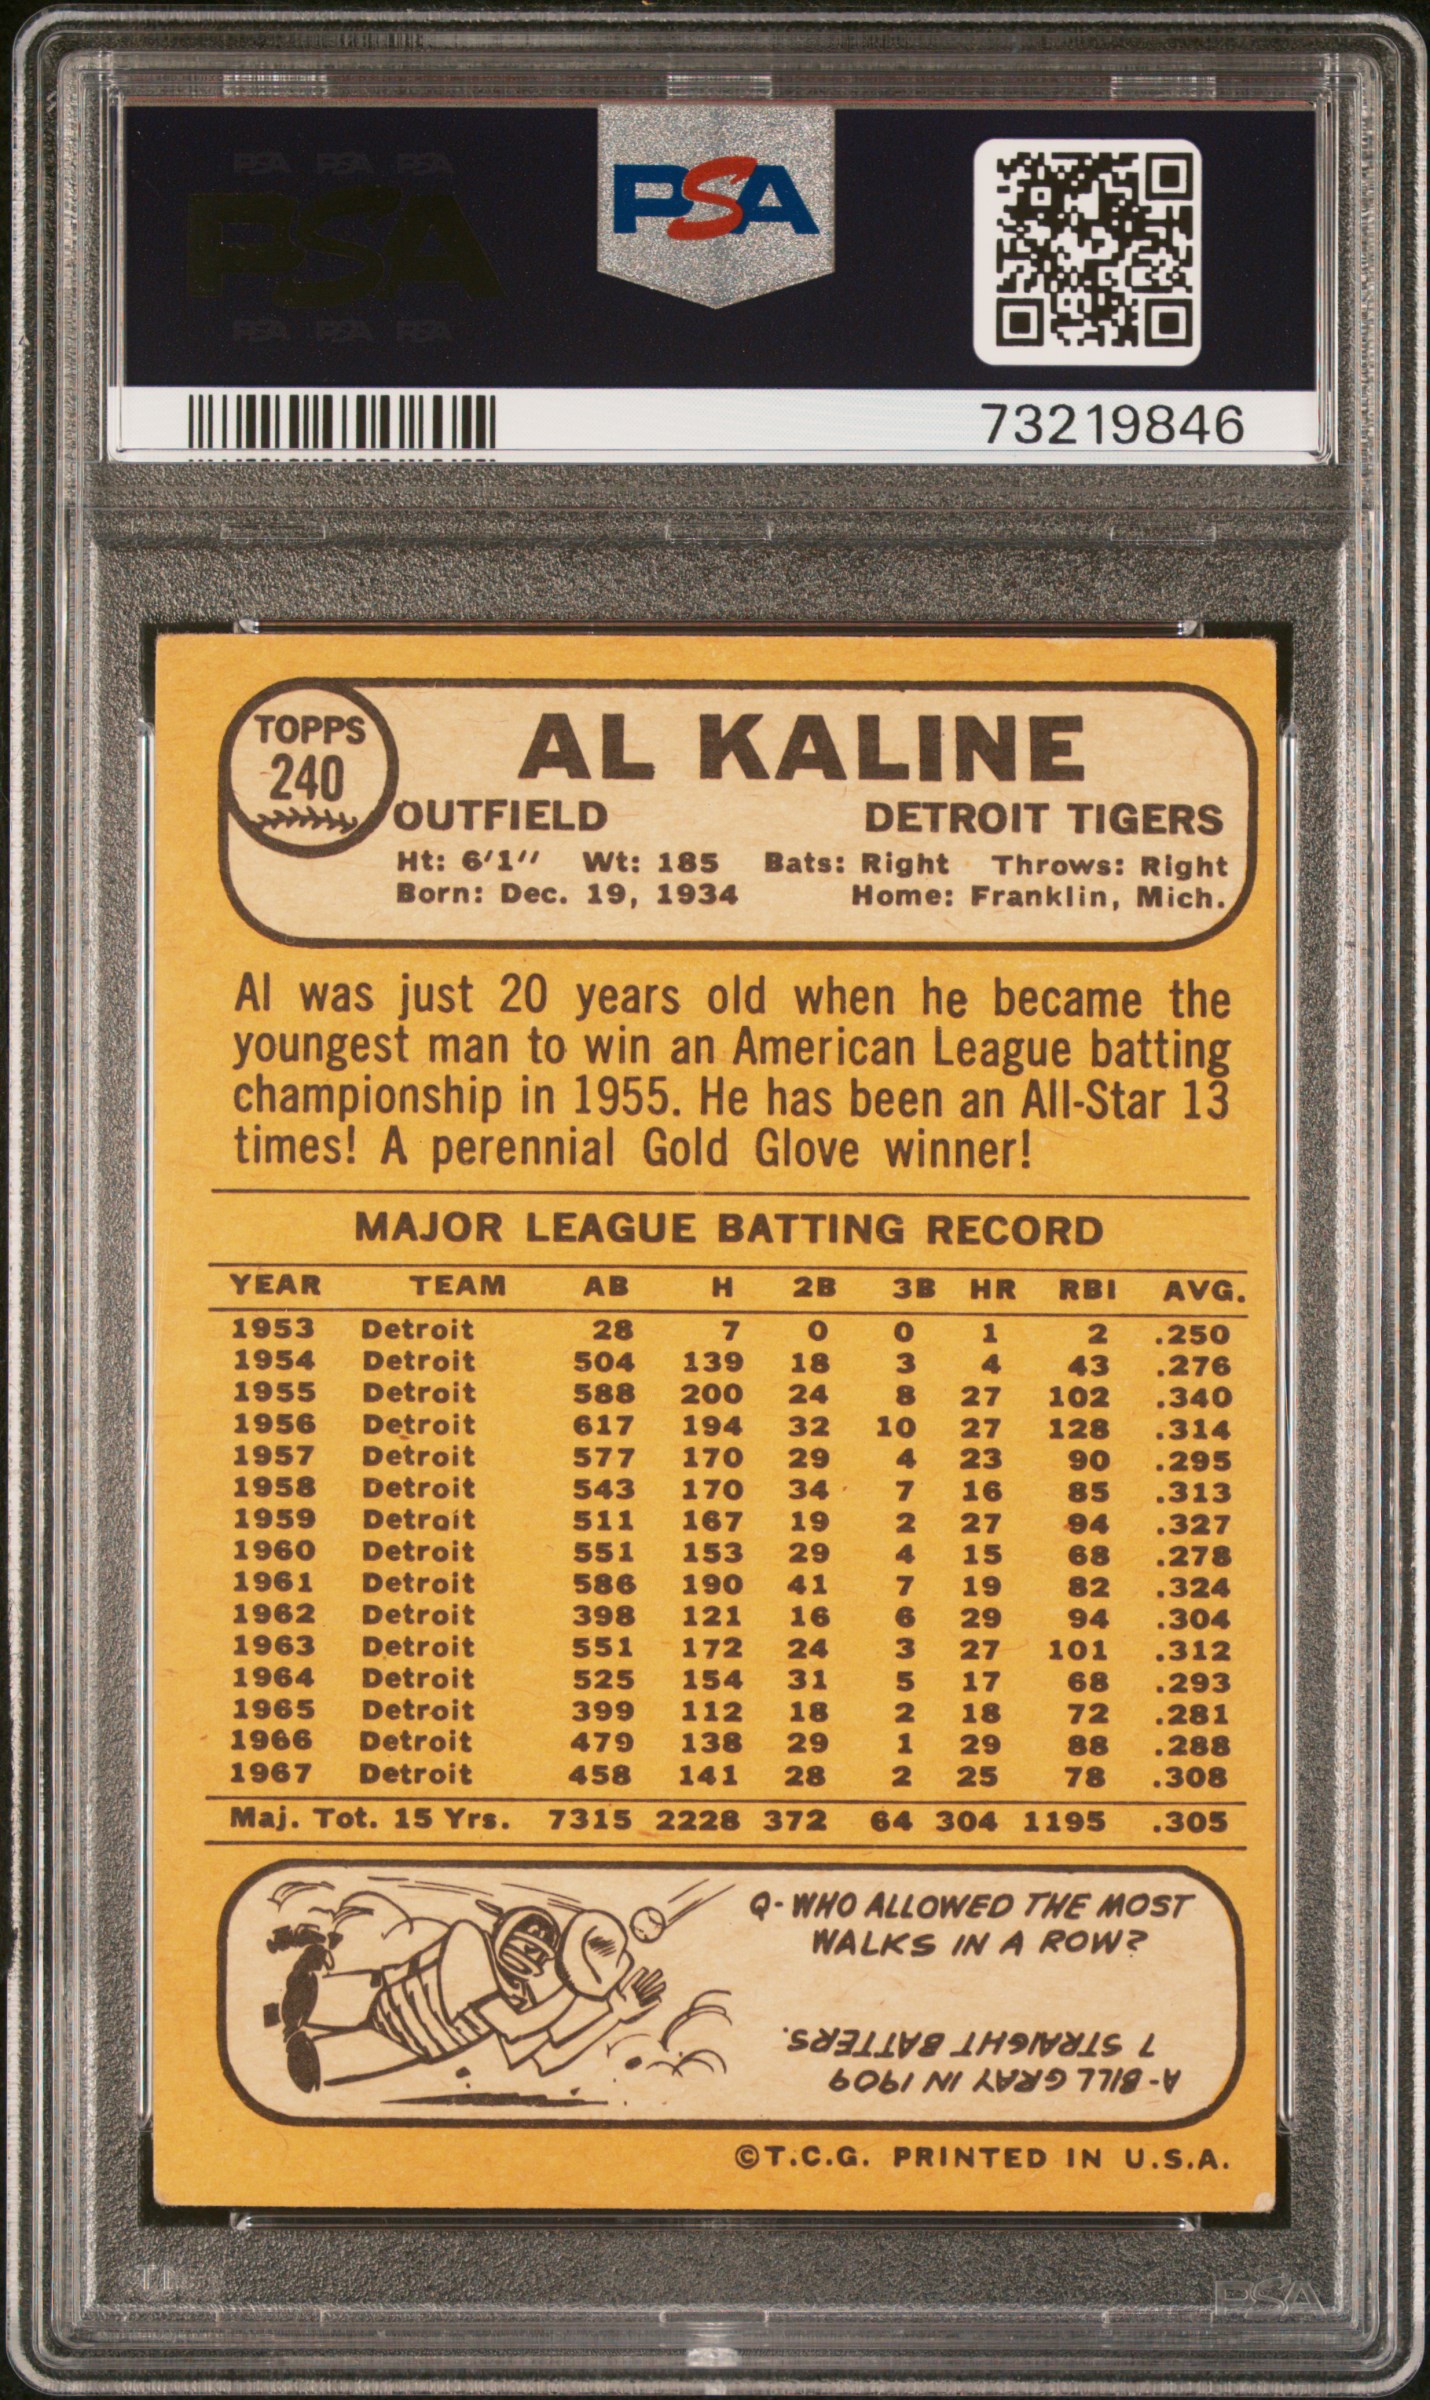 PSA PSA PSA
PSA
PSA PSA PSA
PSA
73219846
TOPPS
240
AL KALINE
OUTFIELD DETROIT TIGERS
Ht: 6'1" Wt: 185 Bats: Right Throws: Right
Born: Dec. 19, 1934 Home: Franklin, Mich.
Al was just 20 years old when he became the
youngest man to win an American League batting
championship in 1955. He has been an All-Star 13
times! A perennial Gold Glove winner!
MAJOR LEAGUE BATTING RECORD
YEAR TEAM AB H 2B 3B HR RBI AVG.
1953 Detroit 28 7 0 0 1 2 .250
1954 Detroit 504 139 18 3 4 43 .276
1955 Detroit 588 200 24 8 27 102 .340
1956 Detroit 617 194 32 10 27 128 .314
1957 Detroit 577 170 29 4 23 90 .295
1958 Detroit 543 170 34 7 16 85 .313
1959 Detroit 511 167 19 2 27 94 .327
1960 Detroit 551 153 29 4 15 68 .278
1961 Detroit 586 190 41 7 19 82 .324
1962 Detroit 398 121 16 6 29 94 .304
1963 Detroit 551 172 24 3 27 101 .312
1964 Detroit 525 154 31 5 17 68 .293
1965 Detroit 399 112 18 2 18 72 .281
1966 Detroit 479 138 29 1 29 88 .288
1967 Detroit 458 141 28 2 25 78 .308
Maj. Tot. 15 Yrs. 7315 2228 372 64 304 1195 .305
Q-WHO ALLOWED THE MOST
WALKS IN A ROW?
A-BILL GRAY IN 1909
7 STRAIGHT BATTERS.
©T.C.G. PRINTED IN U.S.A.
PSA